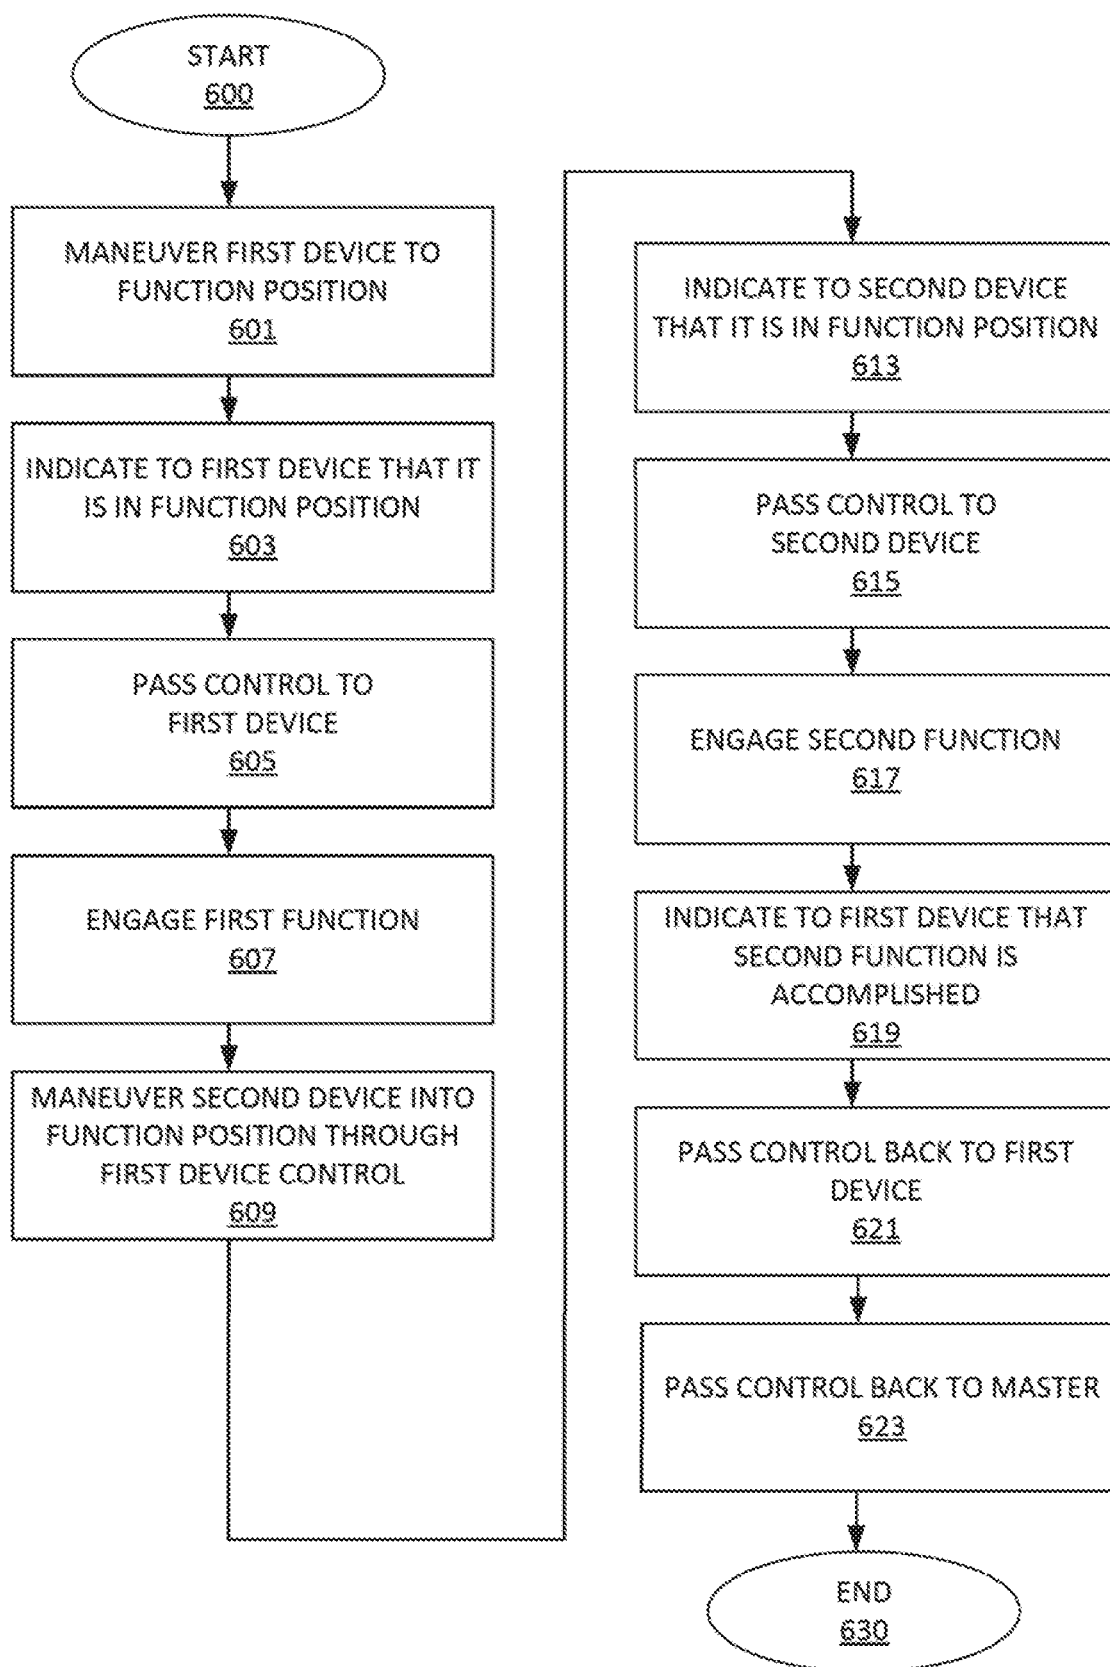 START
600
MANEUVER FIRST DEVICE TO
FUNCTION POSITION
601
INDICATE TO FIRST DEVICE THAT IT
IS IN FUNCTION POSITION
603
PASS CONTROL TO
FIRST DEVICE
605
ENGAGE FIRST FUNCTION
607
MANEUVER SECOND DEVICE INTO
FUNCTION POSITION THROUGH
FIRST DEVICE CONTROL
609
INDICATE TO SECOND DEVICE
THAT IT IS IN FUNCTION POSITION
613
PASS CONTROL TO
SECOND DEVICE
615
ENGAGE SECOND FUNCTION
617
INDICATE TO FIRST DEVICE THAT
SECOND FUNCTION IS
ACCOMPLISHED
619
PASS CONTROL BACK TO FIRST
DEVICE
621
PASS CONTROL BACK TO MASTER
623
END
630